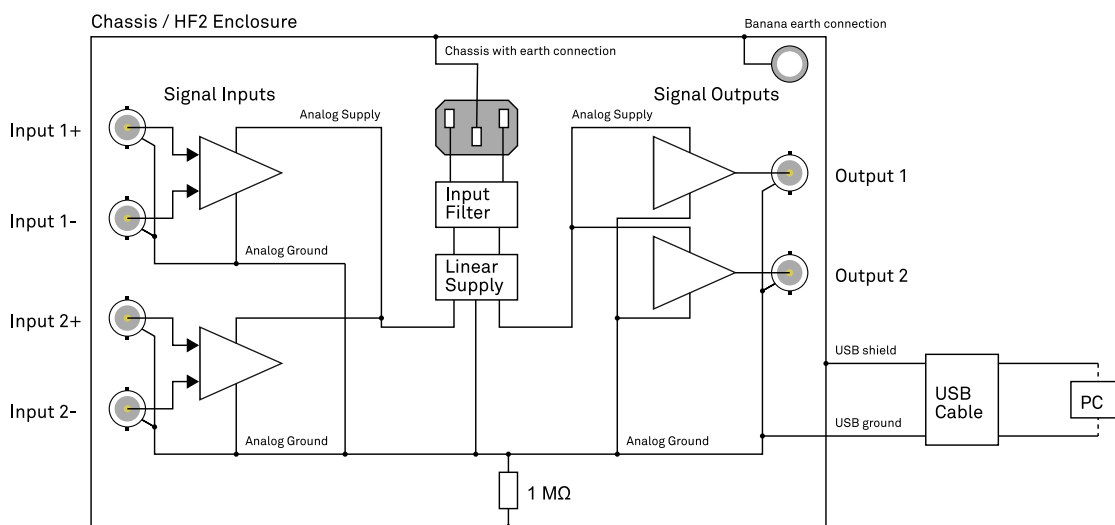 Chassis / HF2 Enclosure
Banana earth connection
Chassis with earth connection
Signal Inputs
Signal Outputs
Analog Supply
Analog Supply
Input 1+
Output 1
Input
Filter
Input 1-
Analog Ground
Linear
Supply
Output 2
Input 2+
USB shield
USB
Cable
PC
Input 2-
USB ground
Analog Ground
Analog Ground
1 MΩ